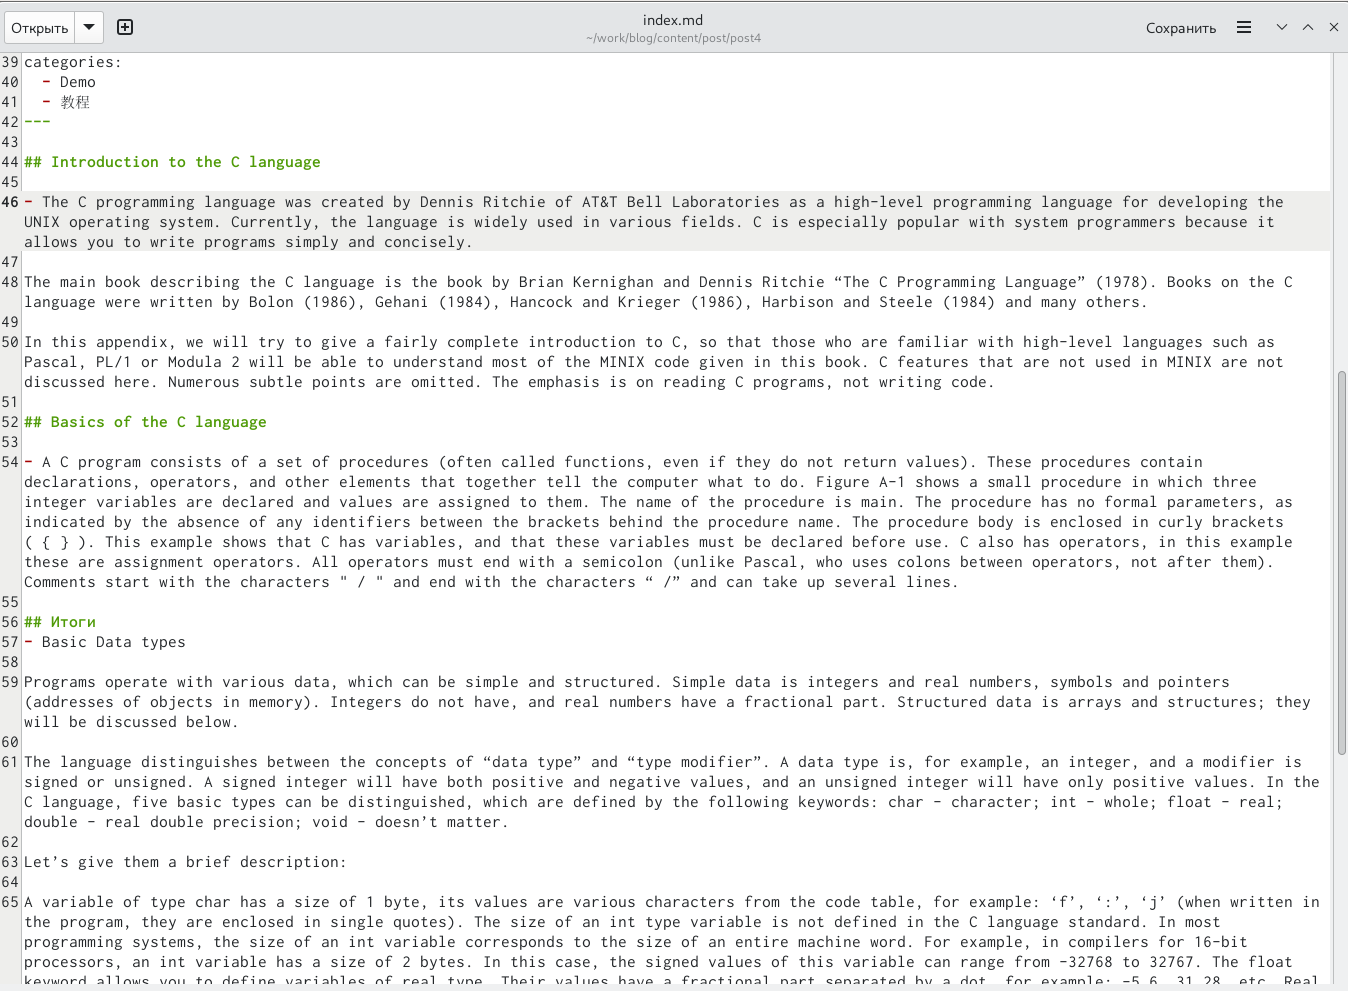 Открыть
index.md
~/work/blog/content/post/post4
Сохранить
39 categories:
40 - Demo
41 - 教程
42 ---
43
44 ## Introduction to the C language
45
46 - The C programming language was created by Dennis Ritchie of AT&T Bell Laboratories as a high-level programming language for developing the
UNIX operating system. Currently, the language is widely used in various fields. C is especially popular with system programmers because it
allows you to write programs simply and concisely.
47
48 The main book describing the C language is the book by Brian Kernighan and Dennis Ritchie “The C Programming Language” (1978). Books on the C
language were written by Bolon (1986), Gehani (1984), Hancock and Krieger (1986), Harbison and Steele (1984) and many others.
49
50 In this appendix, we will try to give a fairly complete introduction to C, so that those who are familiar with high-level languages such as
Pascal, PL/1 or Modula 2 will be able to understand most of the MINIX code given in this book. C features that are not used in MINIX are not
discussed here. Numerous subtle points are omitted. The emphasis is on reading C programs, not writing code.
51
52 ## Basics of the C language
53
54 - A C program consists of a set of procedures (often called functions, even if they do not return values). These procedures contain
declarations, operators, and other elements that together tell the computer what to do. Figure A-1 shows a small procedure in which three
integer variables are declared and values are assigned to them. The name of the procedure is main. The procedure has no formal parameters, as
indicated by the absence of any identifiers between the brackets behind the procedure name. The procedure body is enclosed in curly brackets
( { } ). This example shows that C has variables, and that these variables must be declared before use. C also has operators, in this example
these are assignment operators. All operators must end with a semicolon (unlike Pascal, who uses colons between operators, not after them).
Comments start with the characters " / " and end with the characters “ /” and can take up several lines.
55
56 ## Итоги
57 - Basic Data types
58
59 Programs operate with various data, which can be simple and structured. Simple data is integers and real numbers, symbols and pointers
(addresses of objects in memory). Integers do not have, and real numbers have a fractional part. Structured data is arrays and structures; they
will be discussed below.
60
61 The language distinguishes between the concepts of “data type” and “type modifier”. A data type is, for example, an integer, and a modifier is
signed or unsigned. A signed integer will have both positive and negative values, and an unsigned integer will have only positive values. In the
C language, five basic types can be distinguished, which are defined by the following keywords: char – character; int – whole; float – real;
double – real double precision; void – doesn’t matter.
62
63 Let’s give them a brief description:
64
65 A variable of type char has a size of 1 byte, its values are various characters from the code table, for example: ‘f’, ‘:’, ‘j’ (when written in
the program, they are enclosed in single quotes). The size of an int type variable is not defined in the C language standard. In most
programming systems, the size of an int variable corresponds to the size of an entire machine word. For example, in compilers for 16-bit
processors, an int variable has a size of 2 bytes. In this case, the signed values of this variable can range from -32768 to 32767. The float
keyword allows you to define variables of real type. Their values have a fractional part separated by a dot, for example: -5.6, 31.28, etc. Real